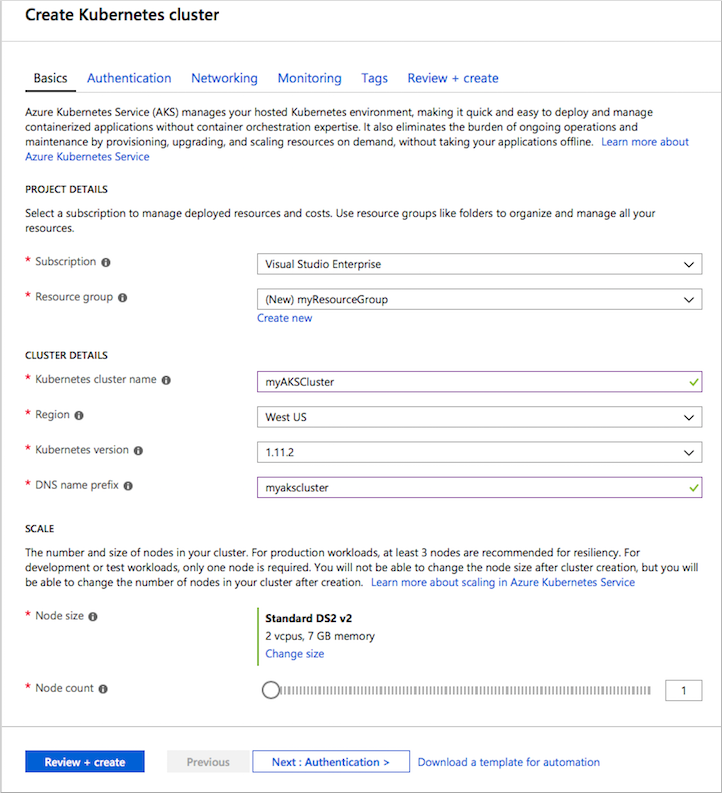 Create Kubernetes cluster
Basics Authentication Networking Monitoring Tags Review + create
Azure Kubernetes Service (AKS) manages your hosted Kubernetes environment, making it quick and easy to deploy and manage
containerized applications without container orchestration expertise. It also eliminates the burden of ongoing operations and
maintenance by provisioning, upgrading, and scaling resources on demand, without taking your applications offline. Learn more about
Azure Kubernetes Service
PROJECT DETAILS
Select a subscription to manage deployed resources and costs. Use resource groups like folders to organize and manage all your
resources.
* Subscription Visual Studio Enterprise
* Resource group (New) myResourceGroup
Create new
CLUSTER DETAILS
* Kubernetes cluster name myAKSCluster
* Region West US
* Kubernetes version 1.11.2
* DNS name prefix myakscluster
SCALE
The number and size of nodes in your cluster. For production workloads, at least 3 nodes are recommended for resiliency. For
development or test workloads, only one node is required. You will not be able to change the node size after cluster creation, but you will
be able to change the number of nodes in your cluster after creation. Learn more about scaling in Azure Kubernetes Service
* Node size Standard DS2 v2
2 vcpus, 7 GB memory
Change size
* Node count 1
Review + create Previous Next : Authentication > Download a template for automation